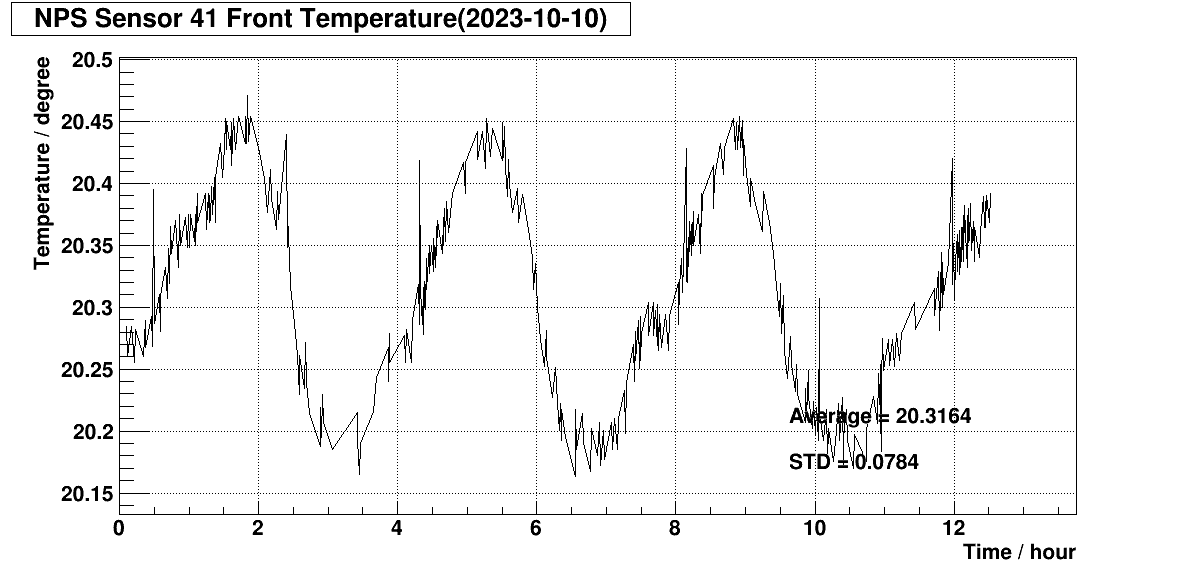 NPS Sensor 41 Front Temperature(2023-10-10)
Temperature / degree
20.5
20.45
20.4
20.35
20.3
20.25
20.2
20.15
Average = 20.3164
STD = 0.0784
0 2 4 6 8 10 12
Time / hour